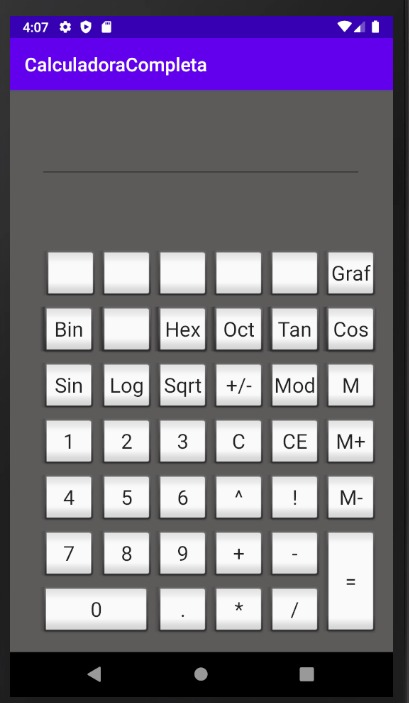 4:07
CalculadoraCompleta
Graf
Bin Hex Oct Tan Cos
Sin Log Sqrt +/- Mod M
1 2 3 C CE M+
4 5 6 ^ ! M-
7 8 9 + -
=
0 . * /